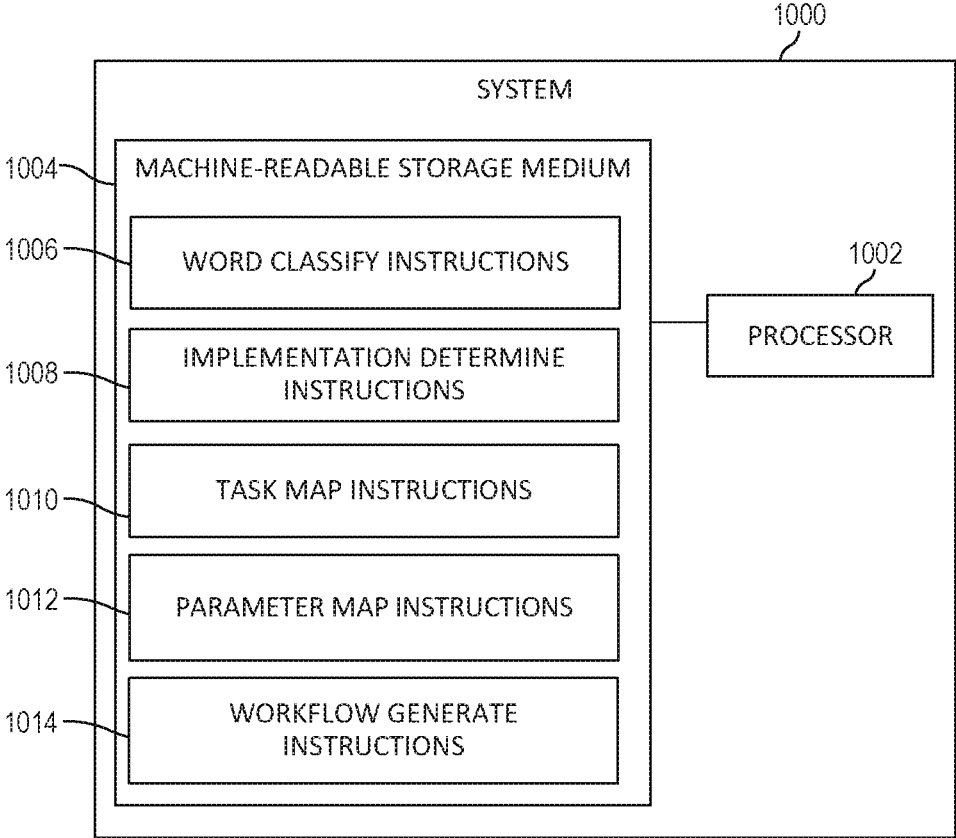 1000
SYSTEM
1004
MACHINE-READABLE STORAGE MEDIUM
1006
WORD CLASSIFY INSTRUCTIONS
1002
PROCESSOR
1008
IMPLEMENTATION DETERMINE
INSTRUCTIONS
1010
TASK MAP INSTRUCTIONS
1012
PARAMETER MAP INSTRUCTIONS
1014
WORKFLOW GENERATE
INSTRUCTIONS